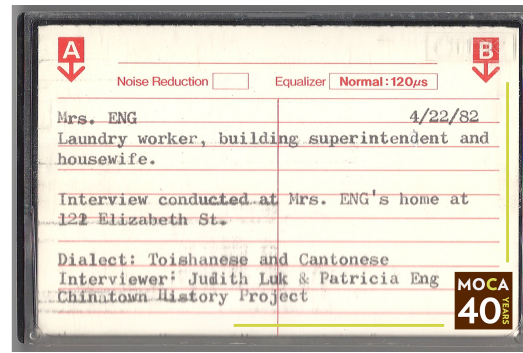 A
B
Noise Reduction
Equalizer Normal:120µs
Mrs. ENG 4/22/82
Laundry worker, building superintendent and
housewife.
Interview conducted at Mrs. ENG's home at
122 Elizabeth St.
Dialect: Toishanese and Cantonese
Interviewer: Judith Luk & Patricia Eng
Chinatown History Project
MOCA
40 YEARS